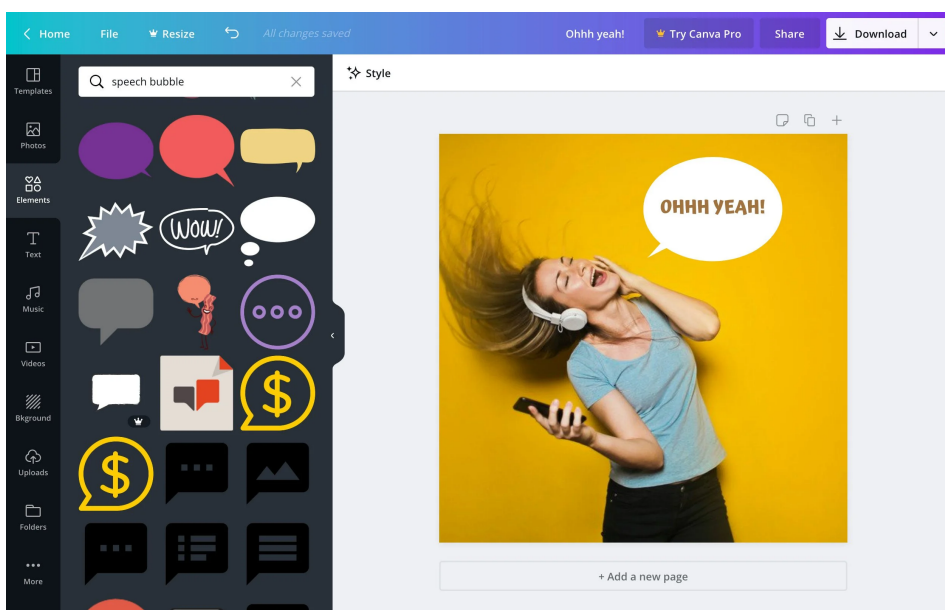 Home File Resize All changes saved Ohhh yeah! Try Canva Pro Share Download
Templates
Photos
Elements
Text
Music
Videos
Bkground
Uploads
Folders
More
speech bubble
WOW!
$
$
Style
OHHH YEAH!
+ Add a new page